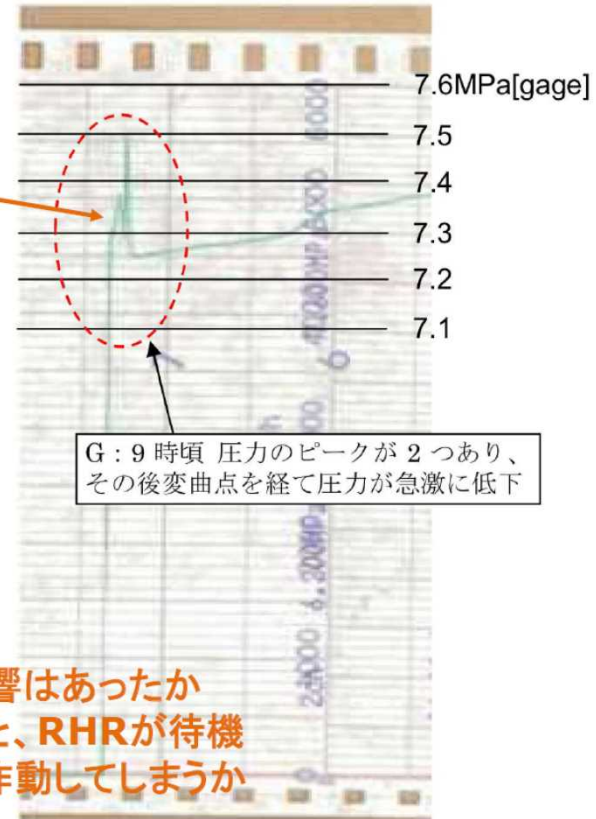 7.6MPa[gage]
7.5
7.4
7.3
7.2
7.1
6
G：9 時頃 圧力のピークが 2 つあり、
その後変曲点を経て圧力が急激に低下
響はあったか
、RHRが待機
作動してしまうか